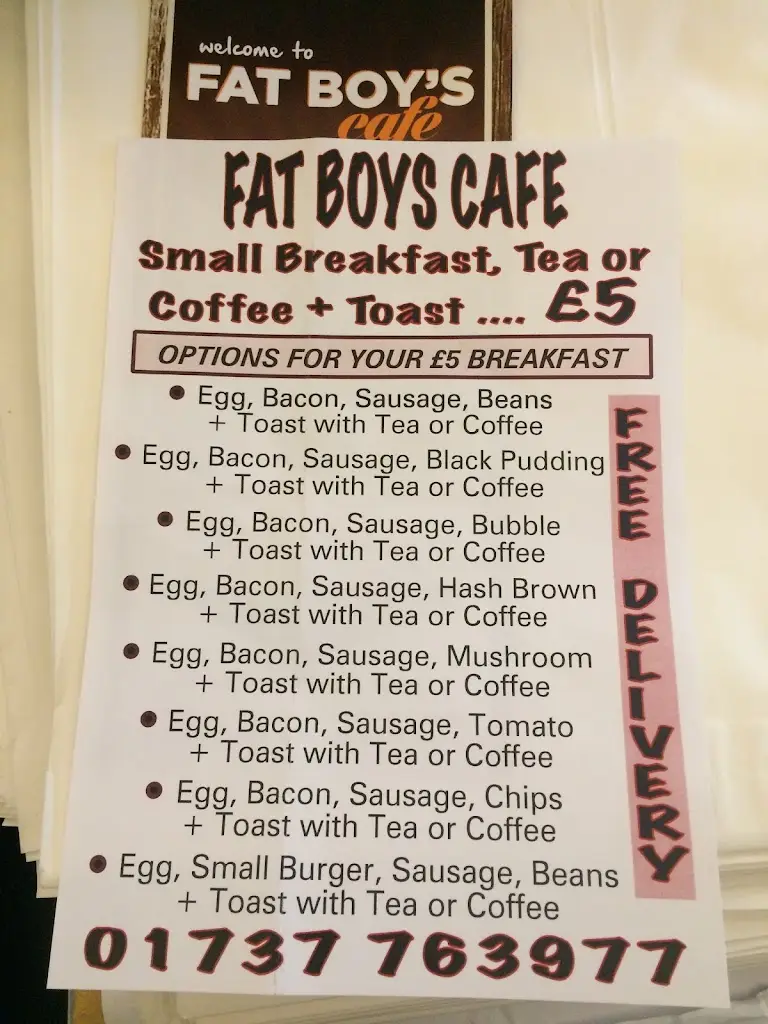 welcome to
FAT BOY'S
cafe
FAT BOYS CAFE
Small Breakfast, Tea or
Coffee + Toast .... £5
OPTIONS FOR YOUR £5 BREAKFAST
• Egg, Bacon, Sausage, Beans
+ Toast with Tea or Coffee
• Egg, Bacon, Sausage, Black Pudding
+ Toast with Tea or Coffee
• Egg, Bacon, Sausage, Bubble
+ Toast with Tea or Coffee
• Egg, Bacon, Sausage, Hash Brown
+ Toast with Tea or Coffee
• Egg, Bacon, Sausage, Mushroom
+ Toast with Tea or Coffee
• Egg, Bacon, Sausage, Tomato
+ Toast with Tea or Coffee
• Egg, Bacon, Sausage, Chips
+ Toast with Tea or Coffee
• Egg, Small Burger, Sausage, Beans
+ Toast with Tea or Coffee
FREE DELIVERY
01737 763977